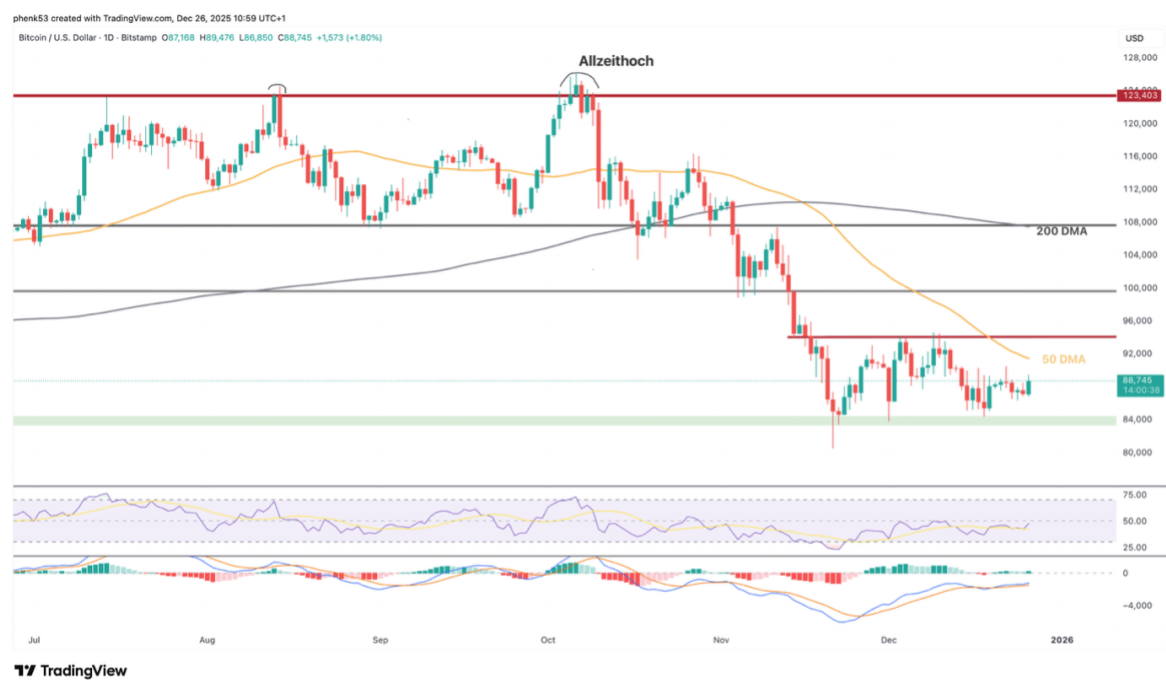 phenk53 created with TradingView.com, Dec 26, 2025 10:59 UTC+1
Bitcoin / U.S. Dollar · 1D · Bitstamp O87,168 H89,476 L86,850 C88,745 +1,573 (+1.80%)
USD
Allzeithoch
128,000
124,000
123,403
120,000
116,000
112,000
108,000
200 DMA
104,000
100,000
96,000
92,000
50 DMA
88,745
14:00:38
84,000
80,000
75.00
50.00
25.00
0
−4,000
Jul Aug Sep Oct Nov Dec 2026
TradingView